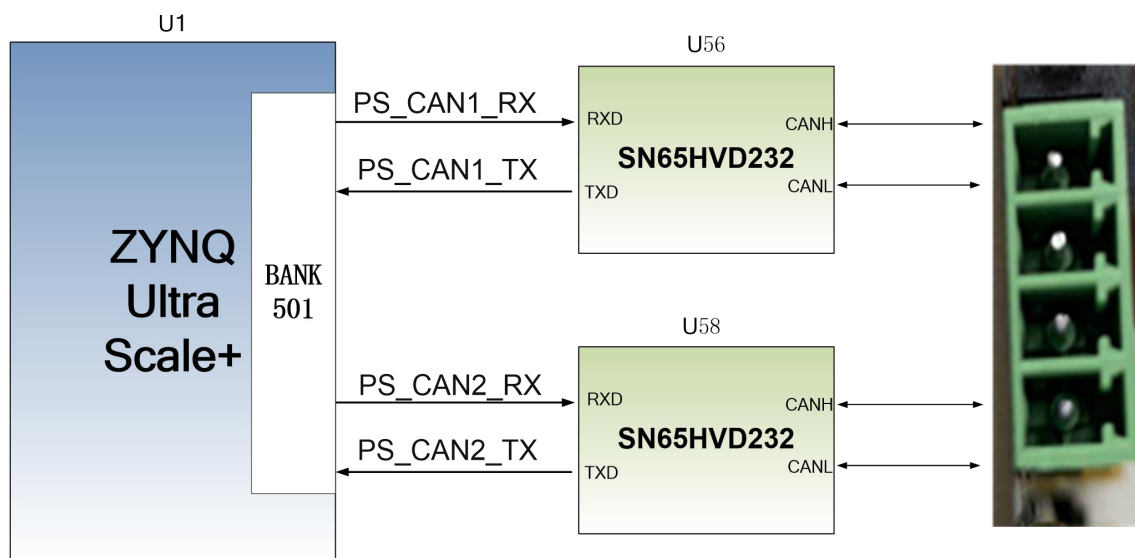 U1
ZYNQ
Ultra
Scale+
BANK
501
PS_CAN1_RX
PS_CAN1_TX
PS_CAN2_RX
PS_CAN2_TX
U56
RXD
CANH
SN65HVD232
TXD
CANL
U58
RXD
CANH
SN65HVD232
TXD
CANL